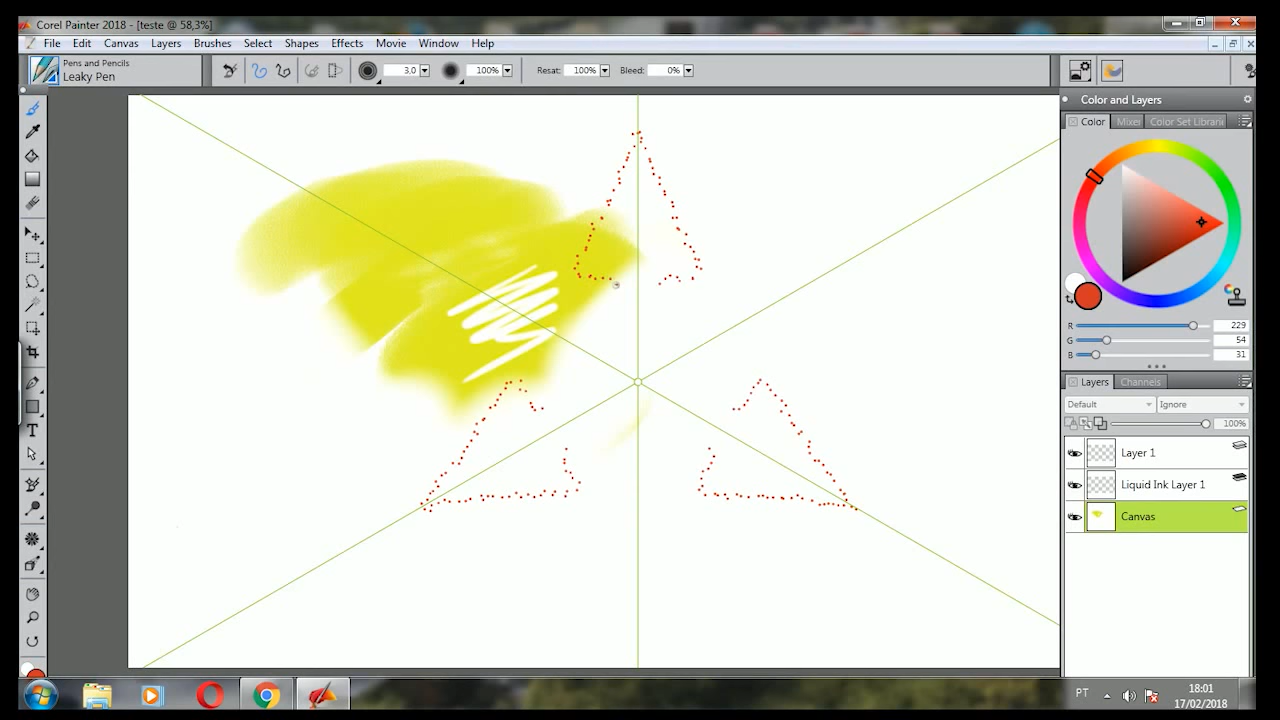 Corel Painter 2018 - [teste @ 58,3%]
File Edit Canvas Layers Brushes Select Shapes Effects Movie Window Help
Pens and Pencils
Leaky Pen
3,0
100%
Resat: 100%
Bleed: 0%
Color and Layers
Color Mixer Color Set Librari
R 229
G 54
B 31
Layers Channels
Default Ignore
100%
Layer 1
Liquid Ink Layer 1
Canvas
T
PT
18:01
17/02/2018